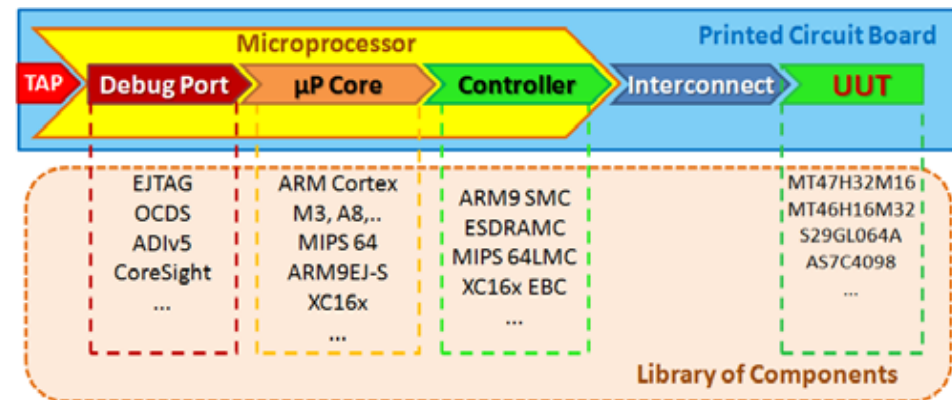 Printed Circuit Board
Microprocessor
TAP
Debug Port
µP Core
Controller
Interconnect
UUT
EJTAG
OCDS
ADIv5
CoreSight
...
ARM Cortex
M3, A8,..
MIPS 64
ARM9EJ-S
XC16x
...
ARM9 SMC
ESDRAMC
MIPS 64LMC
XC16x EBC
...
MT47H32M16
MT46H16M32
S29GL064A
AS7C4098
...
Library of Components